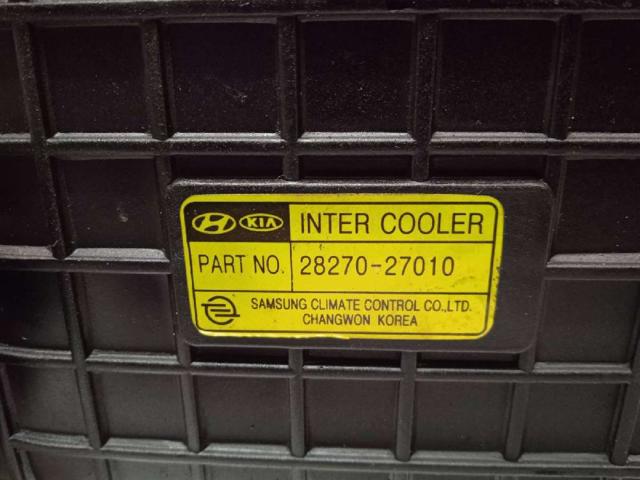 KIA INTER COOLER
PART NO. 28270-27010
SAMSUNG CLIMATE CONTROL CO.,LTD.
CHANGWON KOREA